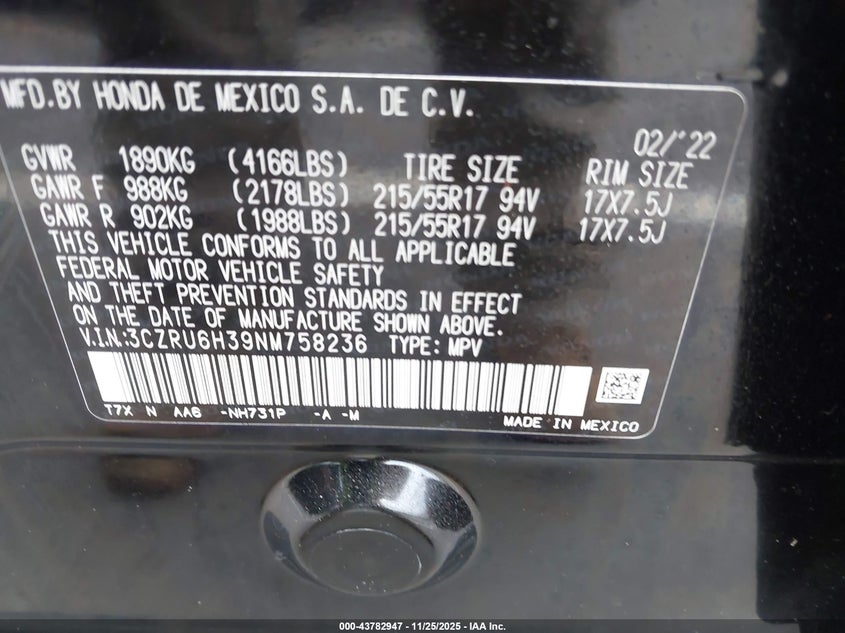 MFD.BY HONDA DE MEXICO S.A. DE C.V.
02/'22
GVWR 1890KG (4166LBS) TIRE SIZE RIM SIZE
GAWR F 988KG (2178LBS) 215/55R17 94V 17X7.5J
GAWR R 902KG (1988LBS) 215/55R17 94V 17X7.5J
THIS VEHICLE CONFORMS TO ALL APPLICABLE
FEDERAL MOTOR VEHICLE SAFETY
AND THEFT PREVENTION STANDARDS IN EFFECT
ON THE DATE OF MANUFACTURE SHOWN ABOVE.
V.I.N:3CZRU6H39NM758236 TYPE: MPV
T7X N AA6 -NH731P -A -M
MADE IN MEXICO
000-43782947 - 11/25/2025 - IAA Inc.